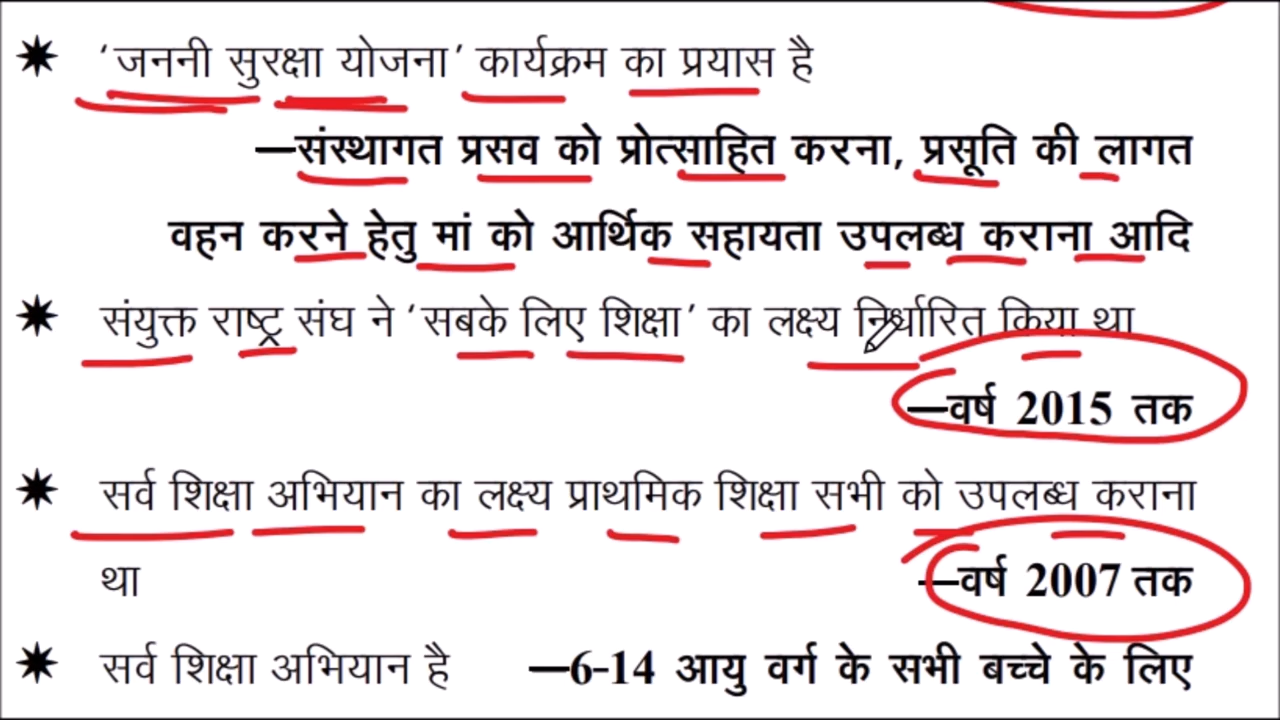 ✷ ‘जननी सुरक्षा योजना’ कार्यक्रम का प्रयास है
—संस्थागत प्रसव को प्रोत्साहित करना, प्रसूति की लागत
वहन करने हेतु मां को आर्थिक सहायता उपलब्ध कराना आदि
✷ संयुक्त राष्ट्र संघ ने ‘सबके लिए शिक्षा’ का लक्ष्य निर्धारित किया था
—वर्ष 2015 तक
✷ सर्व शिक्षा अभियान का लक्ष्य प्राथमिक शिक्षा सभी को उपलब्ध कराना
था —वर्ष 2007 तक
✷ सर्व शिक्षा अभियान है —6-14 आयु वर्ग के सभी बच्चे के लिए